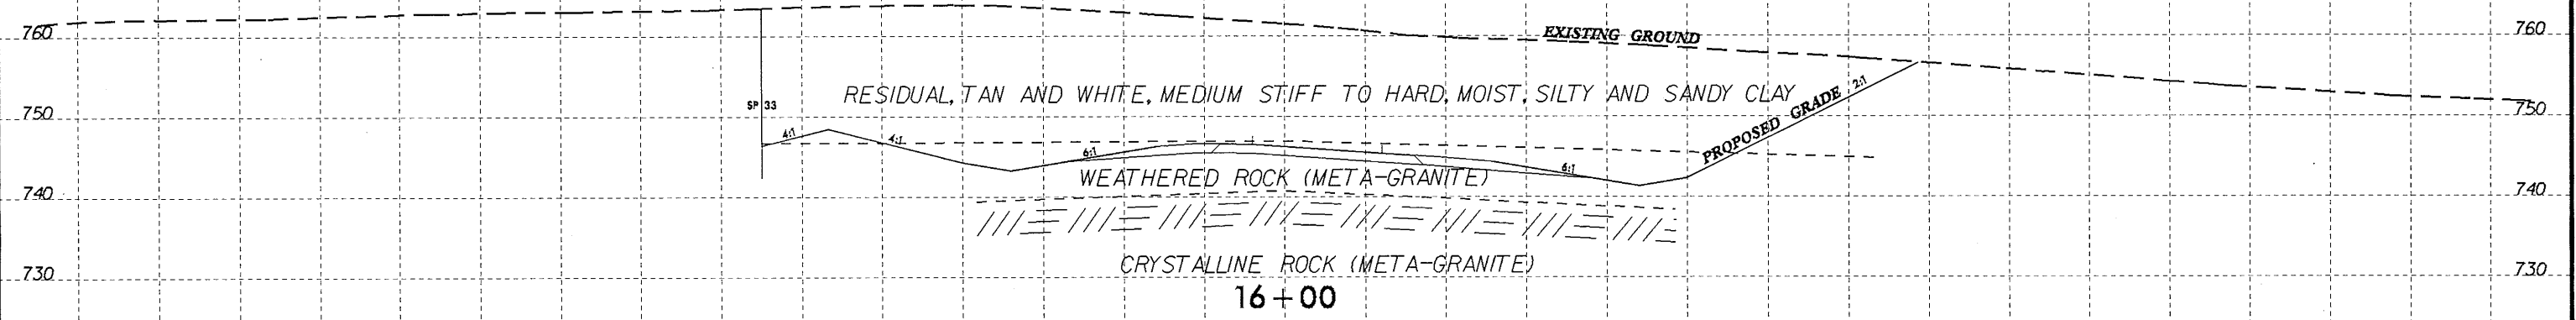 760
EXISTING GROUND
760
RESIDUAL, TAN AND WHITE, MEDIUM STIFF TO HARD, MOIST, SILTY AND SANDY CLAY
2:1
SP 33
PROPOSED GRADE
750
750
4:1
4:1
6:1
6:1
WEATHERED ROCK (META-GRANITE)
740
740
CRYSTALLINE ROCK (META-GRANITE)
730
730
16+00